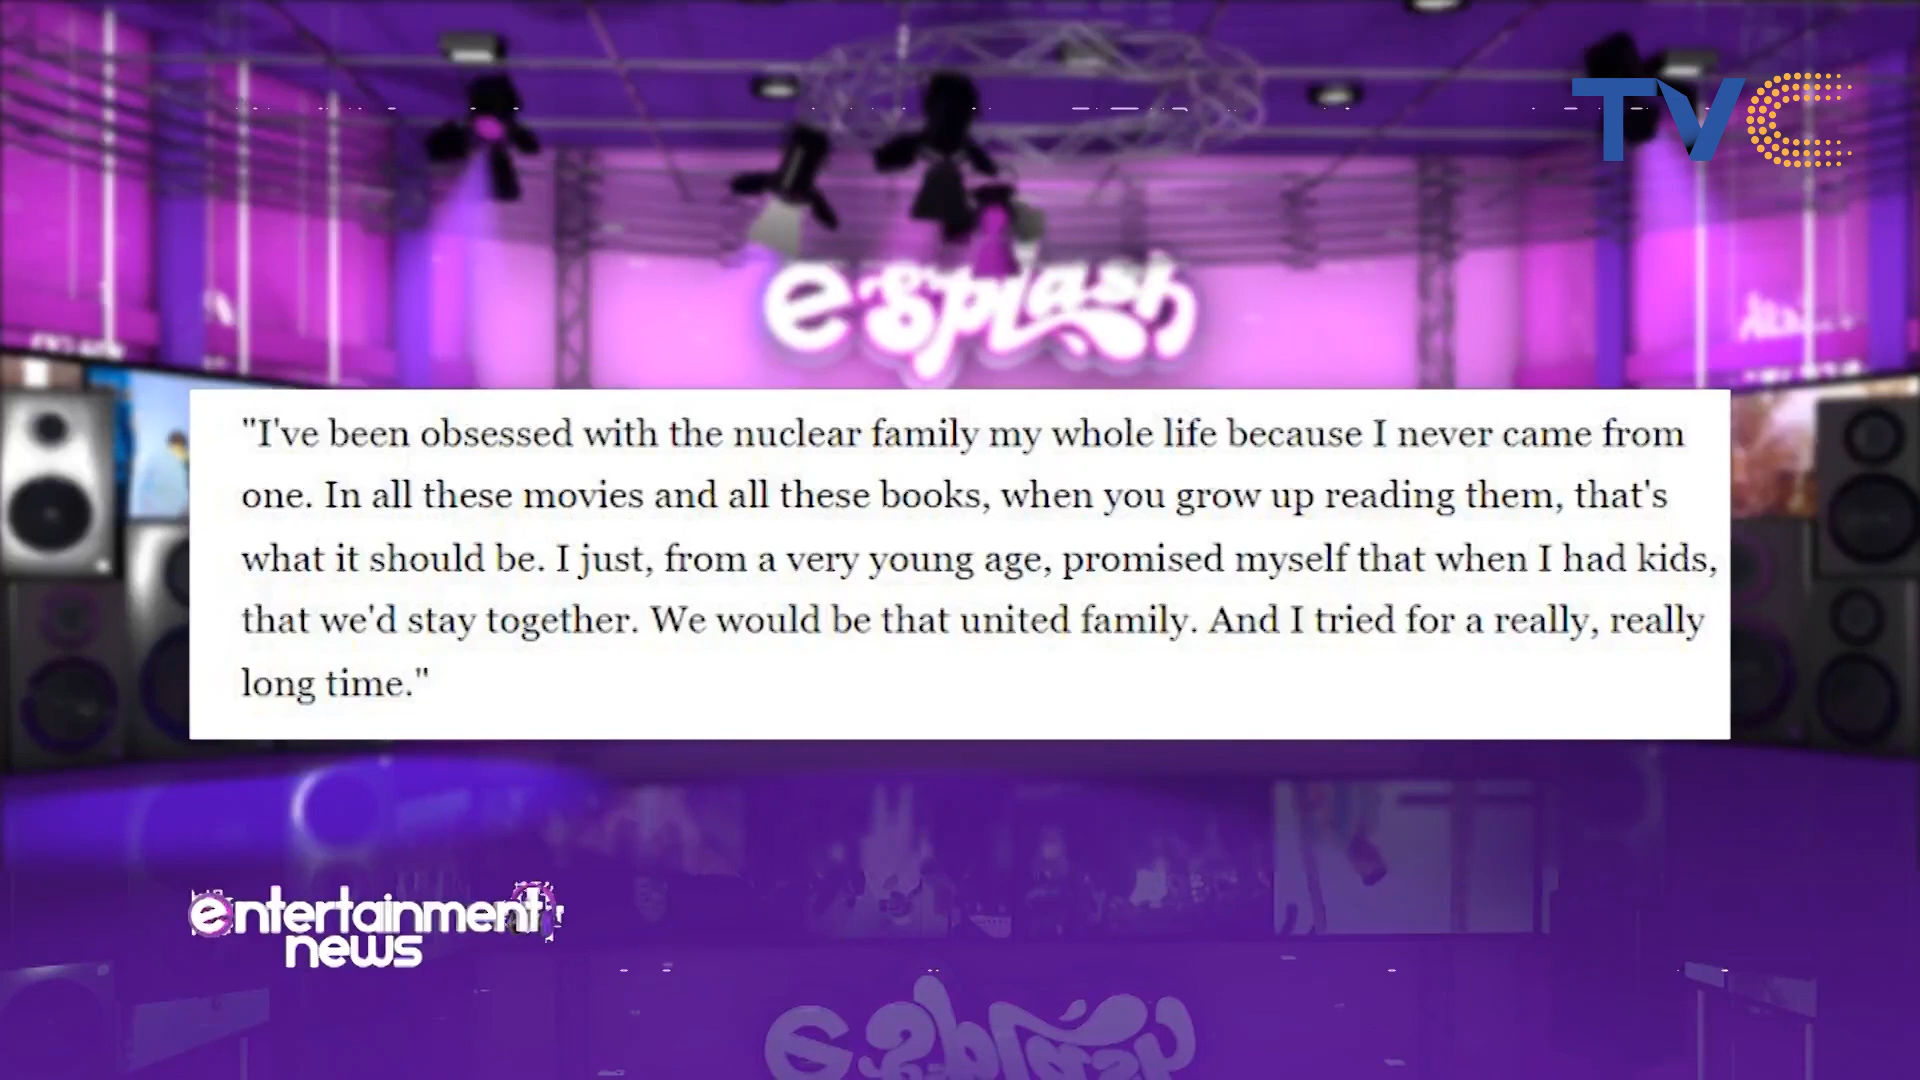 TVC
e-splash
"I've been obsessed with the nuclear family my whole life because I never came from
one. In all these movies and all these books, when you grow up reading them, that's
what it should be. I just, from a very young age, promised myself that when I had kids,
that we'd stay together. We would be that united family. And I tried for a really, really
long time."
entertainment
news